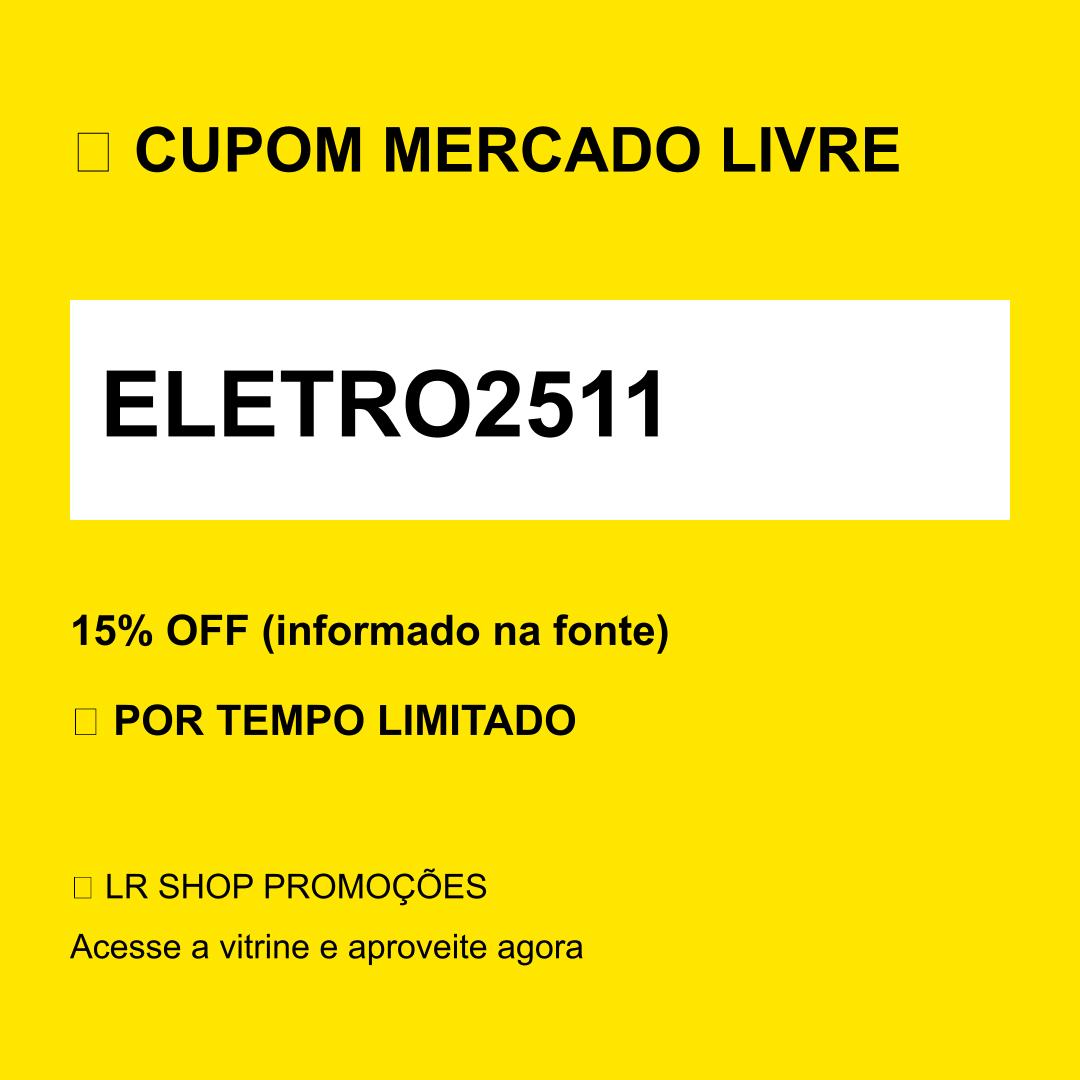 □ CUPOM MERCADO LIVRE
ELETRO2511
15% OFF (informado na fonte)
□ POR TEMPO LIMITADO
□ LR SHOP PROMOÇÕES
Acesse a vitrine e aproveite agora